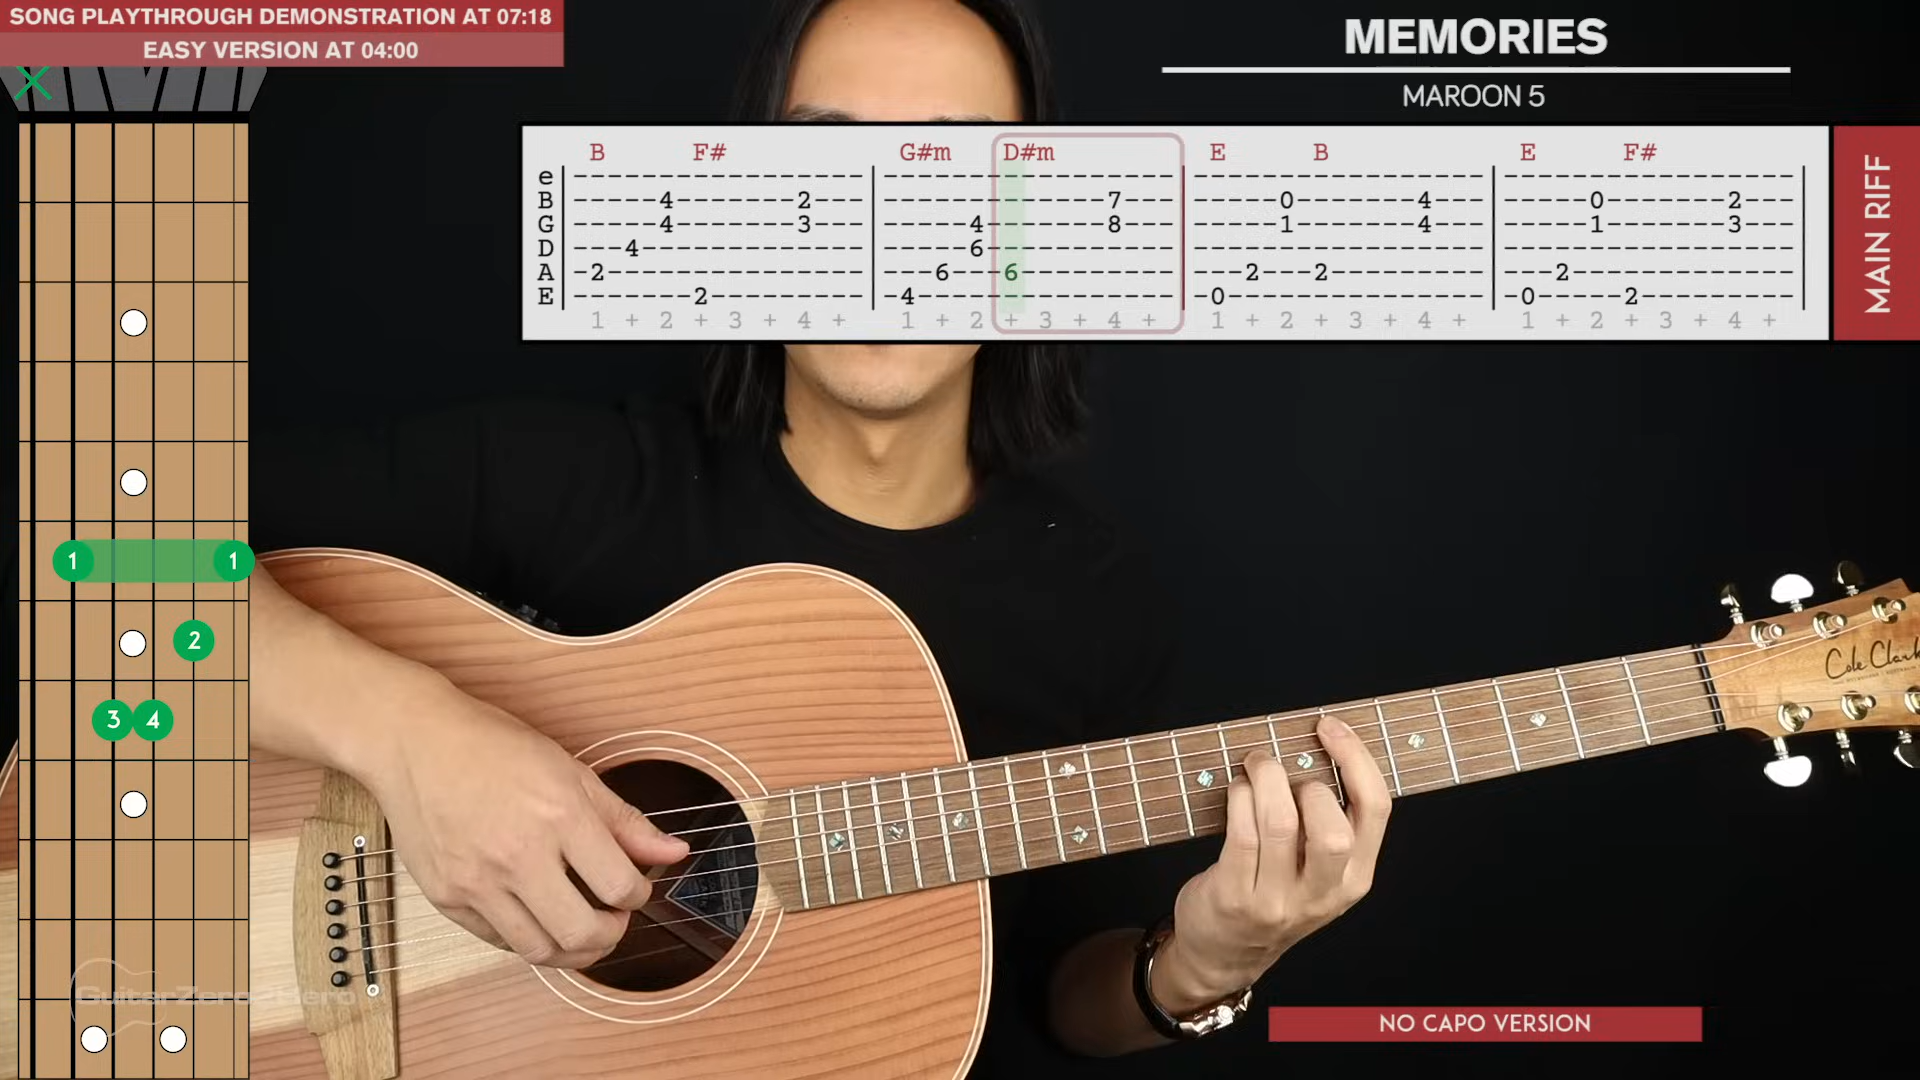 SONG PLAYTHROUGH DEMONSTRATION AT 07:18
EASY VERSION AT 04:00
MEMORIES
MAROON 5
B F# G#m D#m E B E F#
e|-------------------------|-------------------------|-------------------------|-------------------------|
B|-----4-------2---|-------------7---|-----0-------4---|-----0-------2---|
G|-----4-------3---|-----4-------8---|-----1-------4---|-----1-------3---|
D|---4-------------|-----6-----------|-----------------|-----------------|
A|-2---------------|---6---6---------|---2---2---------|---2-------------|
E|-------2---------|-4---------------|-0---------------|-0-----2---------|
1 + 2 + 3 + 4 + 1 + 2 + 3 + 4 + 1 + 2 + 3 + 4 + 1 + 2 + 3 + 4 +
MAIN RIFF
1 1
2
3 4
Cole Clark
GuitarZero2Hero
NO CAPO VERSION